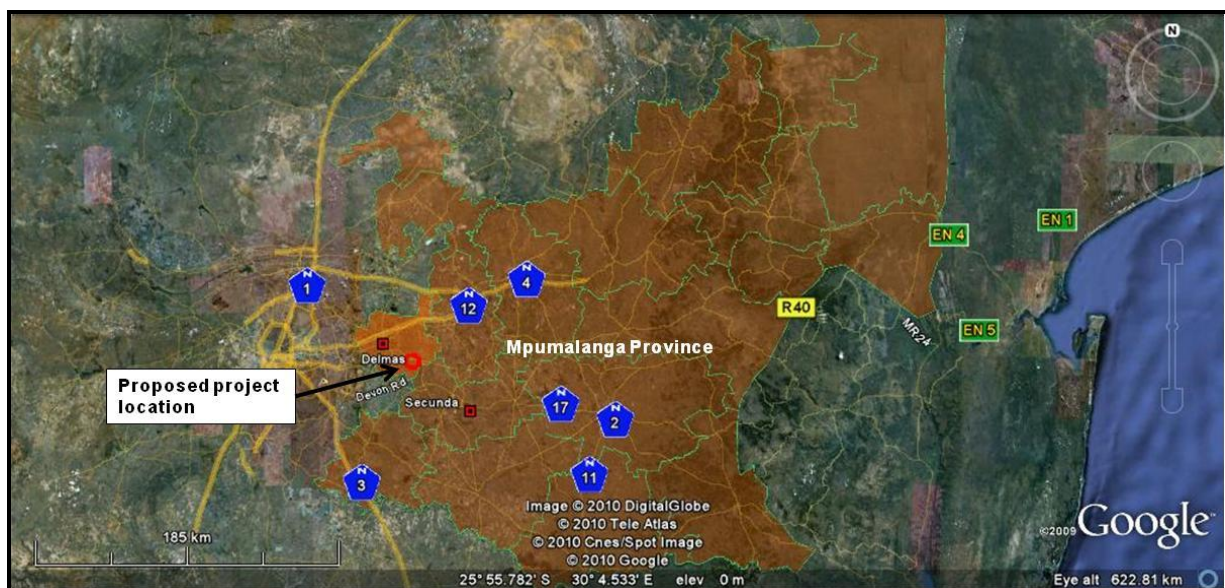 N
EN 1
EN 4
N
1
N
4
N
12
R40
EN 5
MR24
Mpumalanga Province
Delmas
Proposed project
location
Devon Rd
Secunda
N
17
N
2
N
11
N
3
Image © 2010 DigitalGlobe
© 2010 Tele Atlas
© 2010 Cnes/Spot Image
© 2010 Google
©2009 Google™
185 km
25° 55.782' S 30° 4.533' E elev 0 m
Eye alt 622.81 km